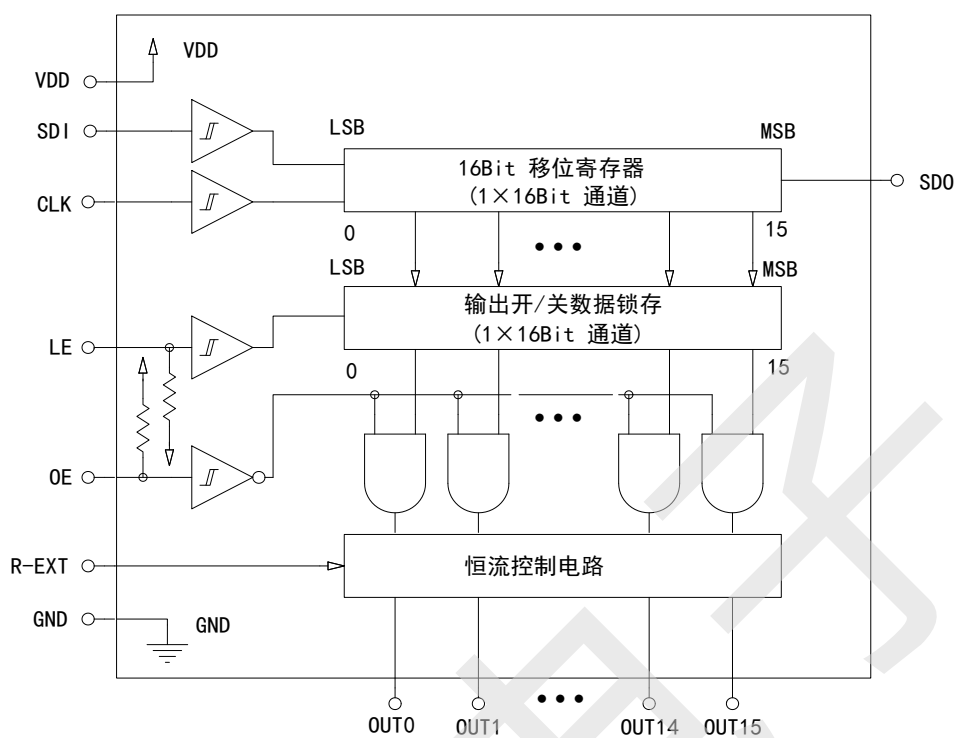 VDD
VDD
SDI
LSB
MSB
16Bit 移位寄存器
(1×16Bit 通道)
SDO
CLK
0
15
•••
LSB
MSB
输出开/关数据锁存
(1×16Bit 通道)
LE
0
15
•••
OE
R-EXT
恒流控制电路
GND
GND
•••
OUT0
OUT1
OUT14
OUT15